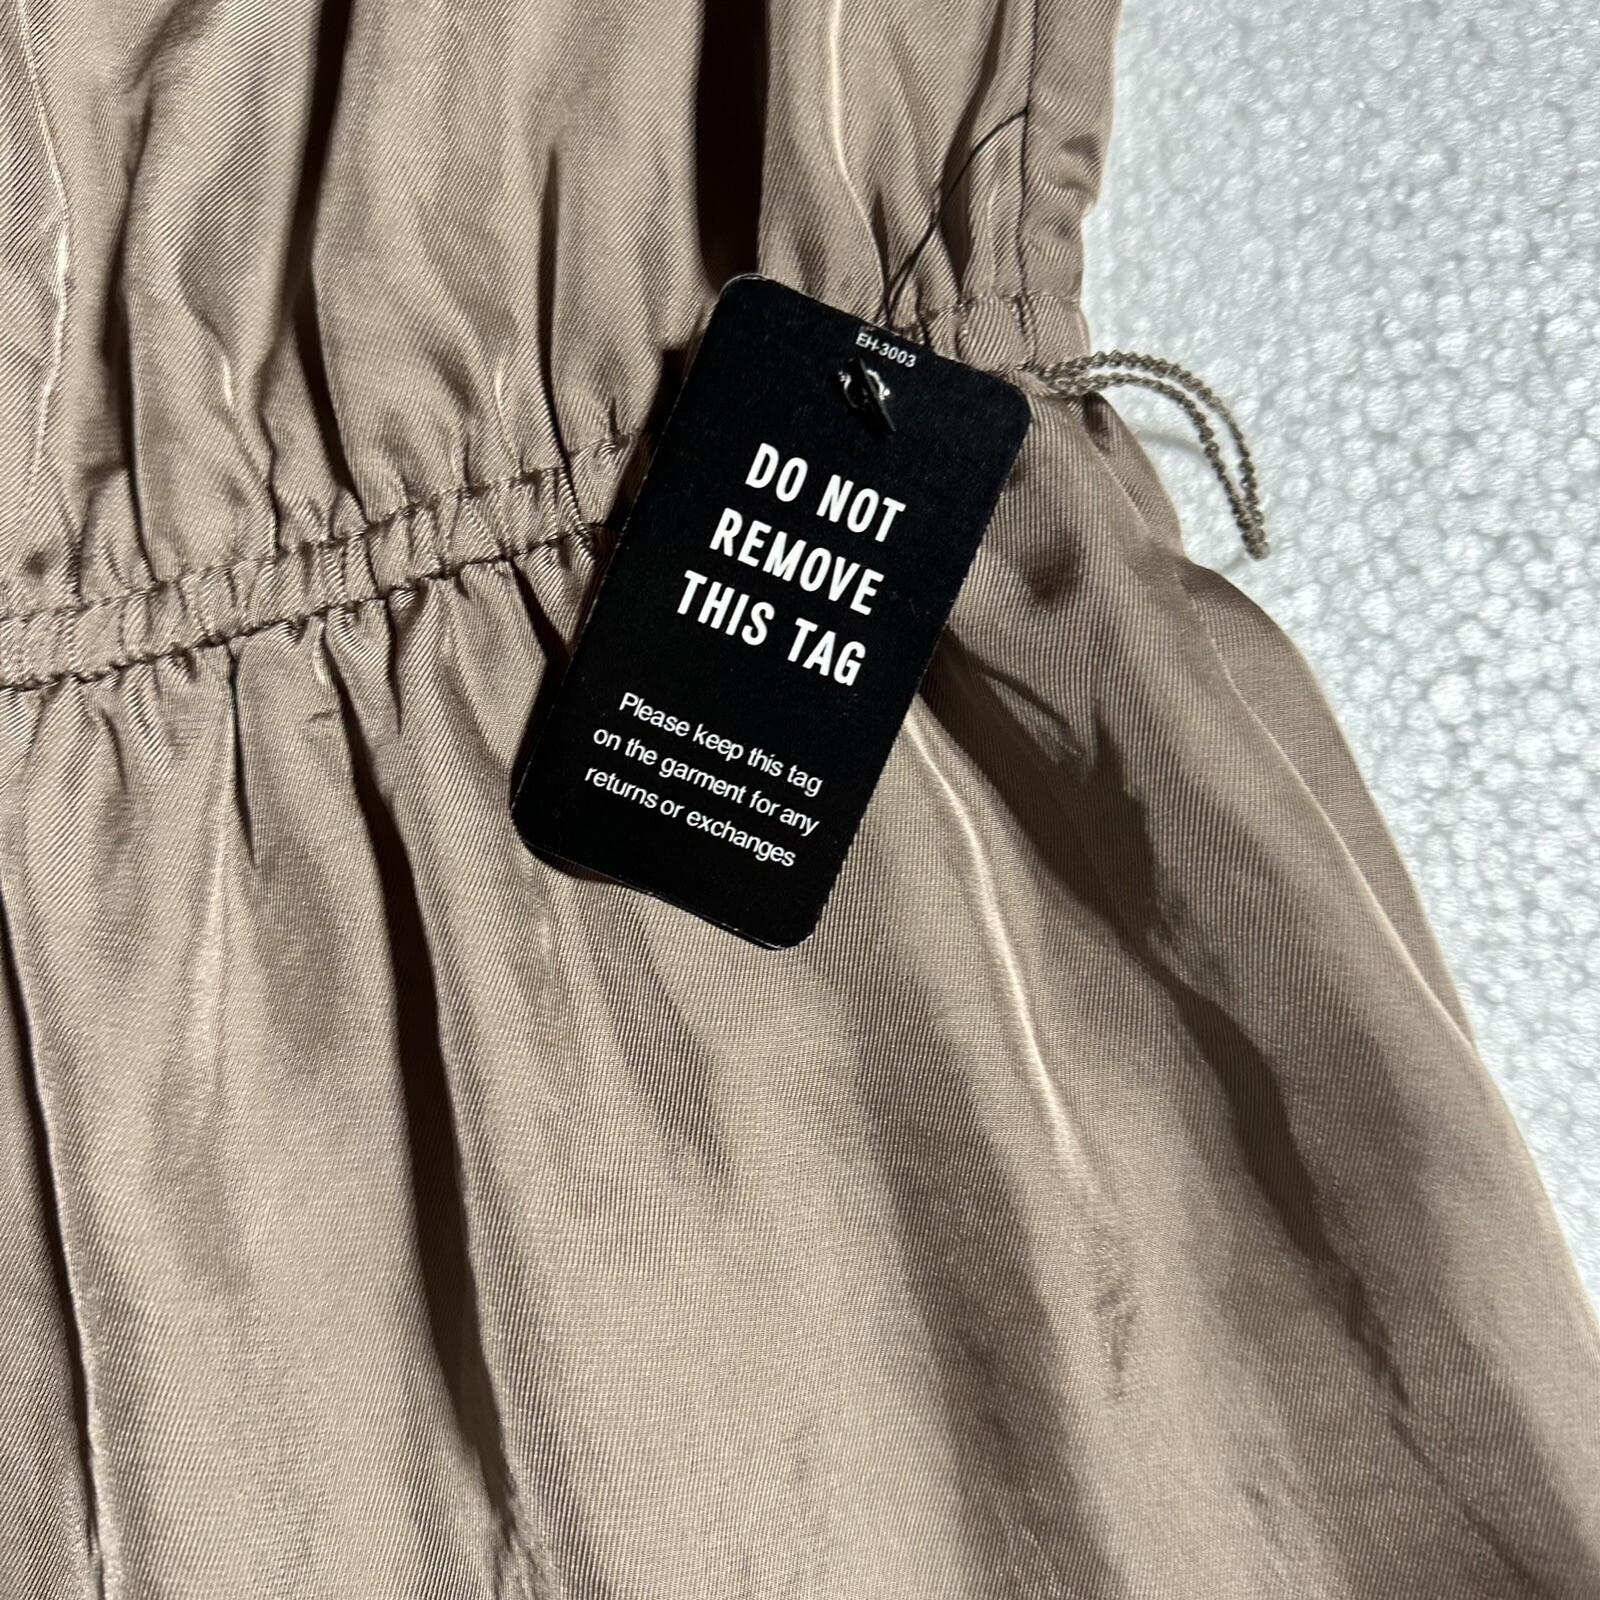 EH-3003
DO NOT
REMOVE
THIS TAG
Please keep this tag
on the garment for any
returns or exchanges